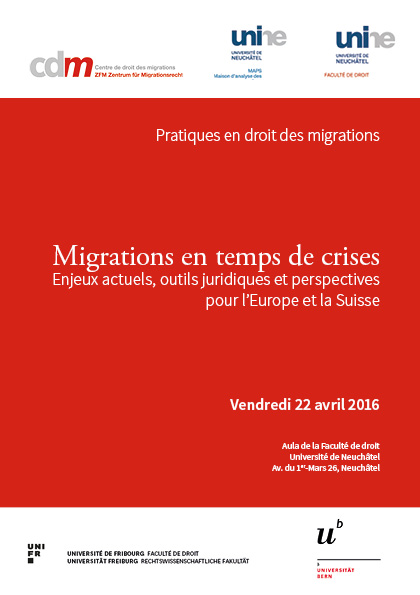 cdm
Centre de droit des migrations
ZFM Zentrum für Migrationsrecht
unine
UNIVERSITÉ DE
NEUCHÂTEL
MAPS
Maison d'analyse des
unine
UNIVERSITÉ DE
NEUCHÂTEL
FACULTÉ DE DROIT
Pratiques en droit des migrations
Migrations en temps de crises
Enjeux actuels, outils juridiques et perspectives
pour l'Europe et la Suisse
Vendredi 22 avril 2016
Aula de la Faculté de droit
Université de Neuchâtel
Av. du 1er-Mars 26, Neuchâtel
UNI
FR
UNIVERSITÉ DE FRIBOURG FACULTÉ DE DROIT
UNIVERSITÄT FREIBURG RECHTSWISSENSCHAFTLICHE FAKULTÄT
u b
b
UNIVERSITÄT
BERN